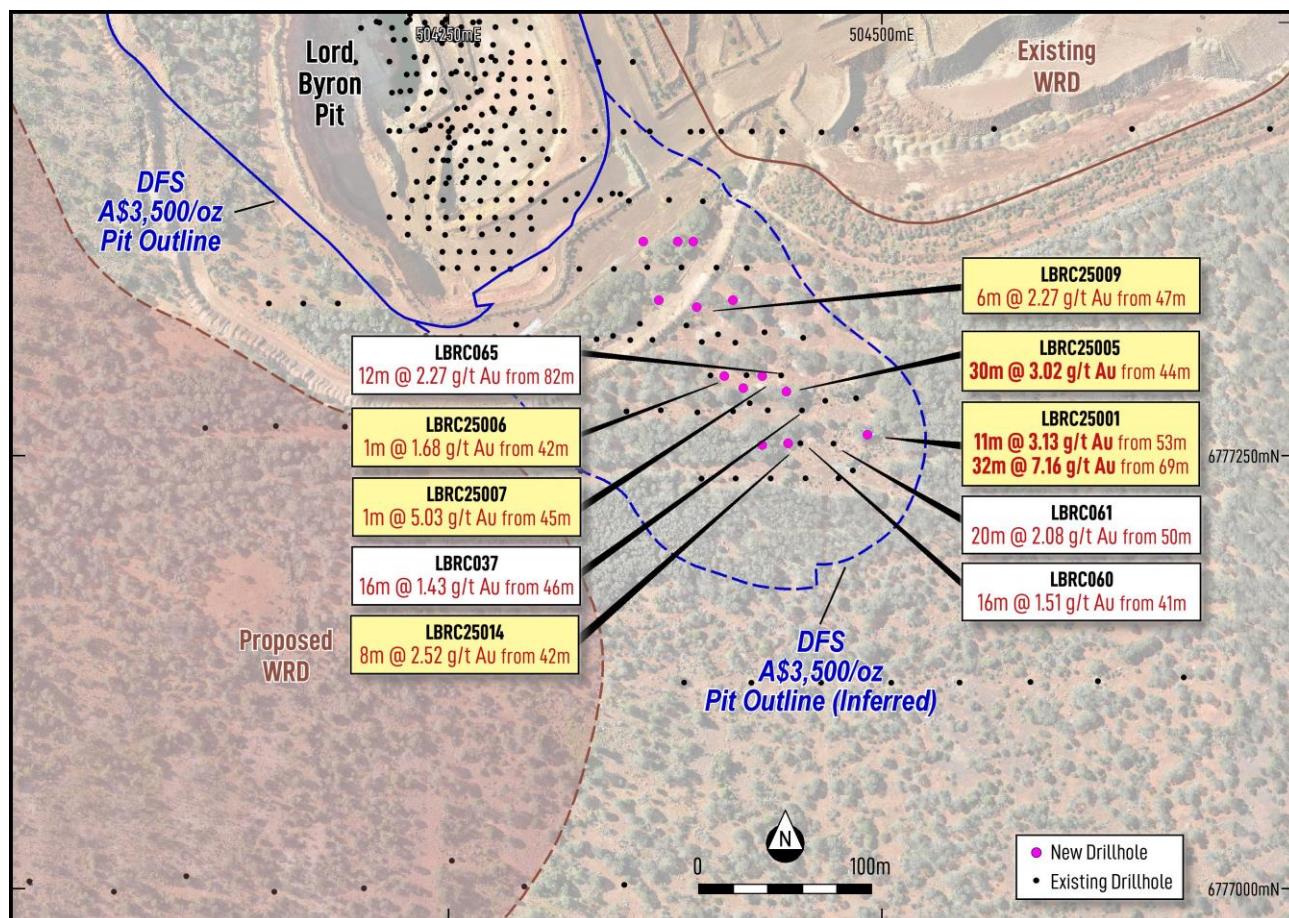 504250mE
504500mE
Lord
Byron
Pit
Existing
WRD
DFS
A$3,500/oz
Pit Outline
LBRC25009
6m @ 2.27 g/t Au from 47m
LBRC065
12m @ 2.27 g/t Au from 82m
LBRC25005
30m @ 3.02 g/t Au from 44m
LBRC25006
1m @ 1.68 g/t Au from 42m
LBRC25001
11m @ 3.13 g/t Au from 53m
32m @ 7.16 g/t Au from 69m
6777250mN
LBRC25007
1m @ 5.03 g/t Au from 45m
LBRC061
20m @ 2.08 g/t Au from 50m
LBRC037
16m @ 1.43 g/t Au from 46m
LBRC060
16m @ 1.51 g/t Au from 41m
LBRC25014
8m @ 2.52 g/t Au from 42m
Proposed
WRD
DFS
A$3,500/oz
Pit Outline (Inferred)
N
0 100m
New Drillhole
Existing Drillhole
6777000mN